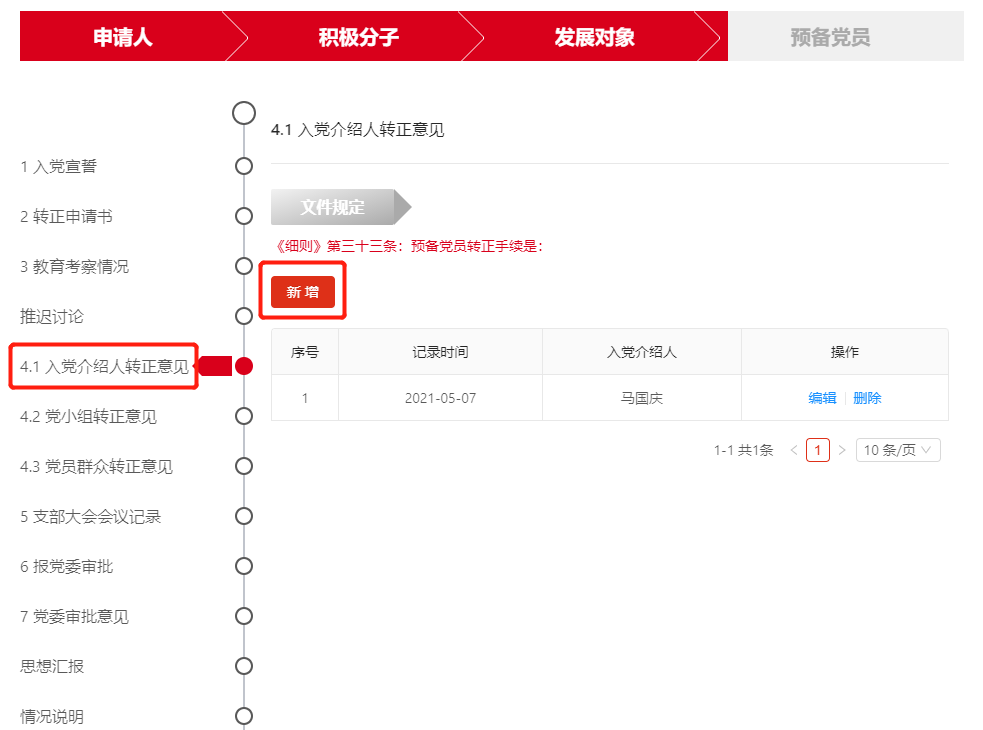 申请人 积极分子 发展对象 预备党员
1 入党宣誓
2 转正申请书
3 教育考察情况
推迟讨论
4.1 入党介绍人转正意见
4.2 党小组转正意见
4.3 党员群众转正意见
5 支部大会会议记录
6 报党委审批
7 党委审批意见
思想汇报
情况说明
4.1 入党介绍人转正意见
文件规定
《细则》第三十三条：预备党员转正手续是：
新 增
序号 记录时间 入党介绍人 操作
1 2021-05-07 马国庆 编辑 删除
1-1 共1条 < 1 > 10 条/页